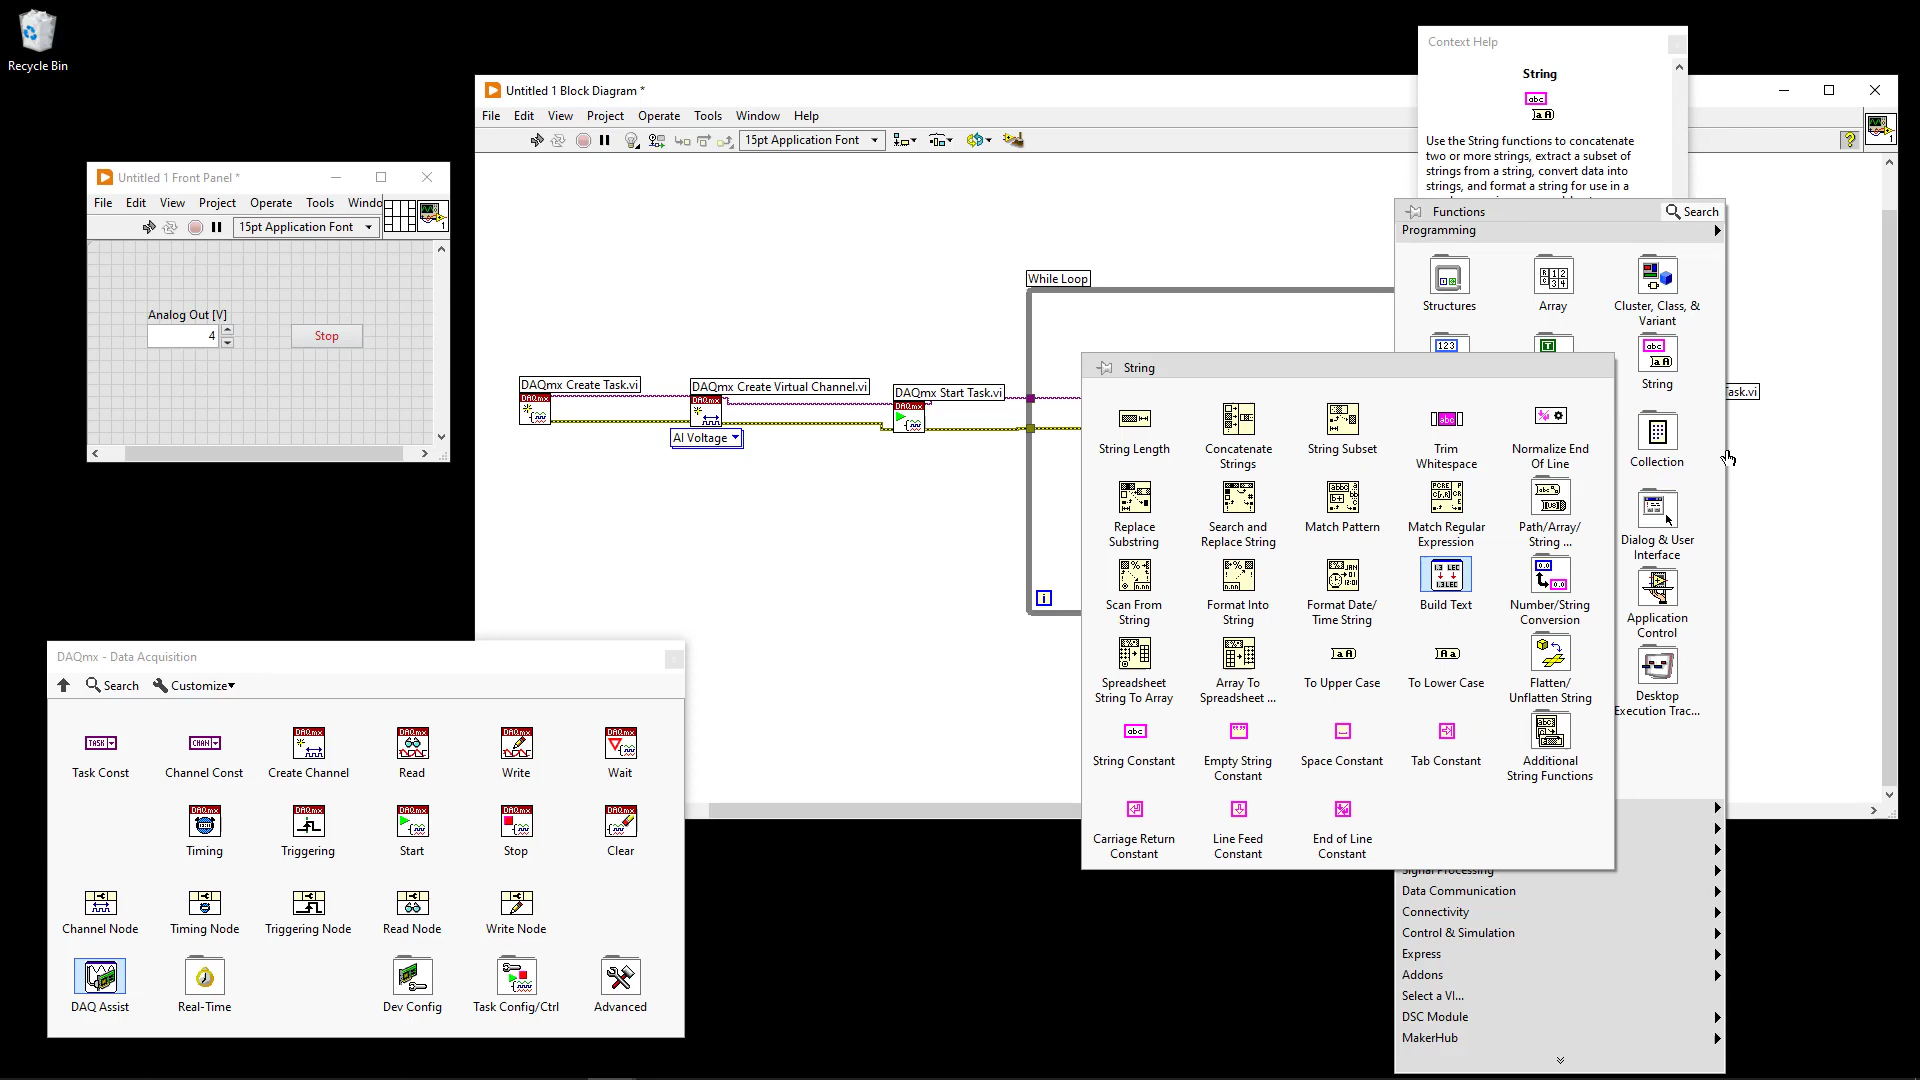 Recycle Bin
Context Help
String
abc
Use the String functions to concatenate
two or more strings, extract a subset of
strings from a string, convert data into
strings, and format a string for use in a
Untitled 1 Block Diagram *
File Edit View Project Operate Tools Window Help
15pt Application Font
Untitled 1 Front Panel *
File Edit View Project Operate Tools Windo
15pt Application Font
Analog Out [V]
4
Stop
Functions
Search
Programming
Structures
Array
Cluster, Class, &
Variant
String
Collection
Dialog & User
Interface
Application
Control
Desktop
Execution Trac...
While Loop
DAQmx Create Task.vi
DAQmx Create Virtual Channel.vi
DAQmx Start Task.vi
AI Voltage
Task.vi
i
String
String Length
Concatenate
Strings
String Subset
Trim
Whitespace
Normalize End
Of Line
Replace
Substring
Search and
Replace String
Match Pattern
Match Regular
Expression
Path/Array/
String ...
Scan From
String
Format Into
String
Format Date/
Time String
Build Text
Number/String
Conversion
Spreadsheet
String To Array
Array To
Spreadsheet ...
To Upper Case
To Lower Case
Flatten/
Unflatten String
String Constant
Empty String
Constant
Space Constant
Tab Constant
Additional
String Functions
Carriage Return
Constant
Line Feed
Constant
End of Line
Constant
Signal Processing
Data Communication
Connectivity
Control & Simulation
Express
Addons
Select a VI...
DSC Module
MakerHub
DAQmx - Data Acquisition
Search
Customize
Task Const
Channel Const
Create Channel
Read
Write
Wait
Timing
Triggering
Start
Stop
Clear
Channel Node
Timing Node
Triggering Node
Read Node
Write Node
DAQ Assist
Real-Time
Dev Config
Task Config/Ctrl
Advanced